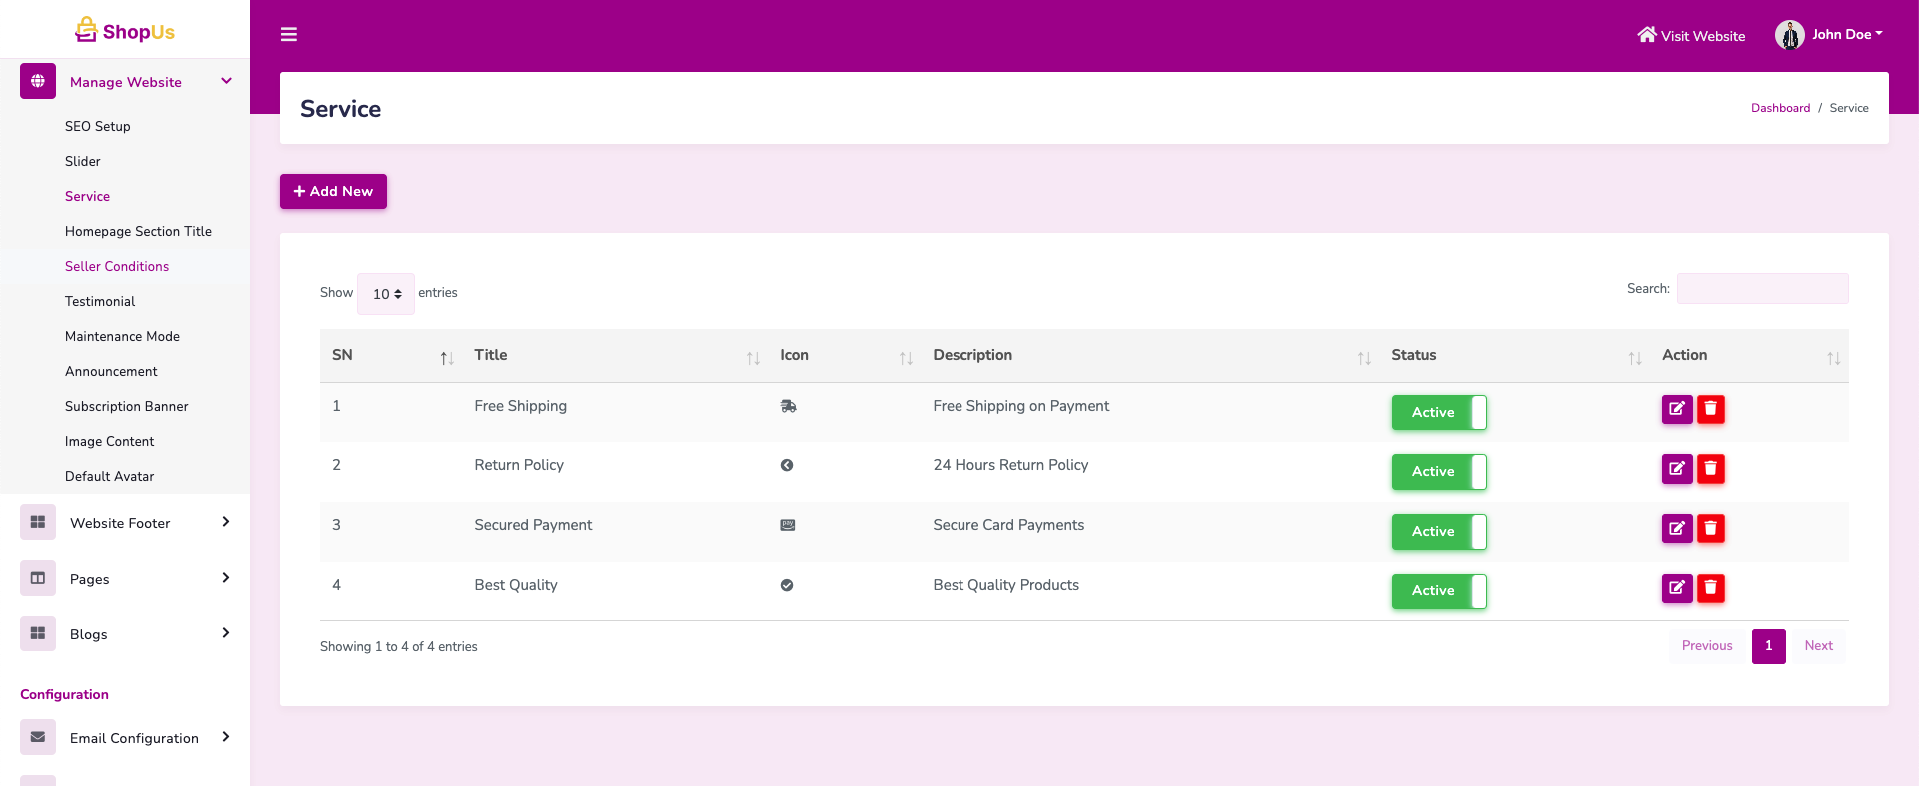 ShopUs
Visit Website
John Doe
Manage Website
SEO Setup
Slider
Service
Homepage Section Title
Seller Conditions
Testimonial
Maintenance Mode
Announcement
Subscription Banner
Image Content
Default Avatar
Website Footer
Pages
Blogs
Configuration
Email Configuration
Service
Dashboard / Service
+ Add New
Show 10 entries
Search:
SN Title Icon Description Status Action
1 Free Shipping Free Shipping on Payment Active
2 Return Policy 24 Hours Return Policy Active
3 Secured Payment pay Secure Card Payments Active
4 Best Quality Best Quality Products Active
Showing 1 to 4 of 4 entries
Previous 1 Next